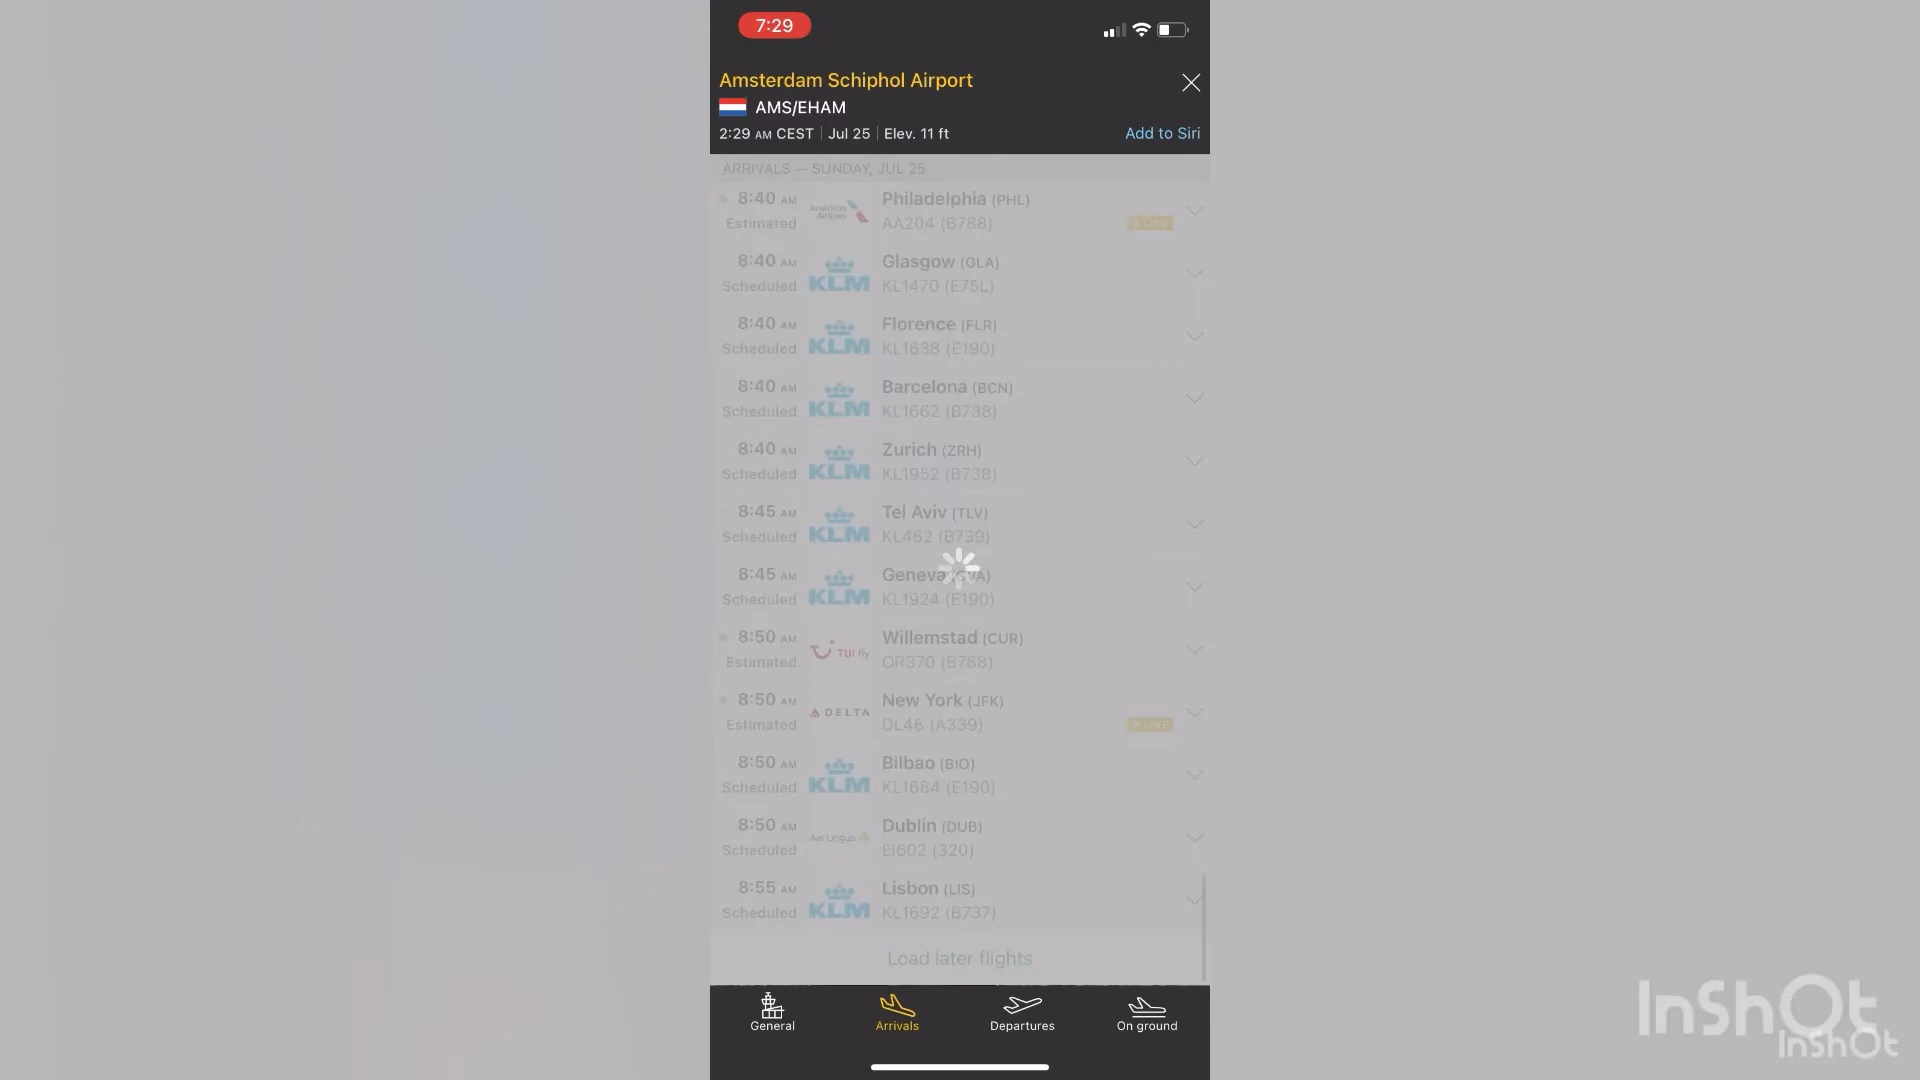 7:29
Amsterdam Schiphol Airport
AMS/EHAM
2:29 AM CEST Jul 25 Elev. 11 ft Add to Siri
ARRIVALS — SUNDAY, JUL 25
8:40 AM American Airlines Philadelphia (PHL)
Estimated AA204 (B788) LIVE
8:40 AM Glasgow (GLA)
Scheduled KLM KL1470 (E75L)
8:40 AM Florence (FLR)
Scheduled KLM KL1638 (E190)
8:40 AM Barcelona (BCN)
Scheduled KLM KL1662 (B738)
8:40 AM Zurich (ZRH)
Scheduled KLM KL1952 (B738)
8:45 AM Tel Aviv (TLV)
Scheduled KLM KL462 (B739)
8:45 AM Geneva (GVA)
Scheduled KLM KL1924 (E190)
8:50 AM Willemstad (CUR)
Estimated TUI fly OR370 (B788)
8:50 AM DELTA New York (JFK)
Estimated DL46 (A339) LIVE
8:50 AM Bilbao (BIO)
Scheduled KLM KL1684 (E190)
8:50 AM Aer Lingus Dublin (DUB)
Scheduled EI602 (320)
8:55 AM Lisbon (LIS)
Scheduled KLM KL1692 (B737)
Load later flights
General Arrivals Departures On ground
InShOt
InShOt